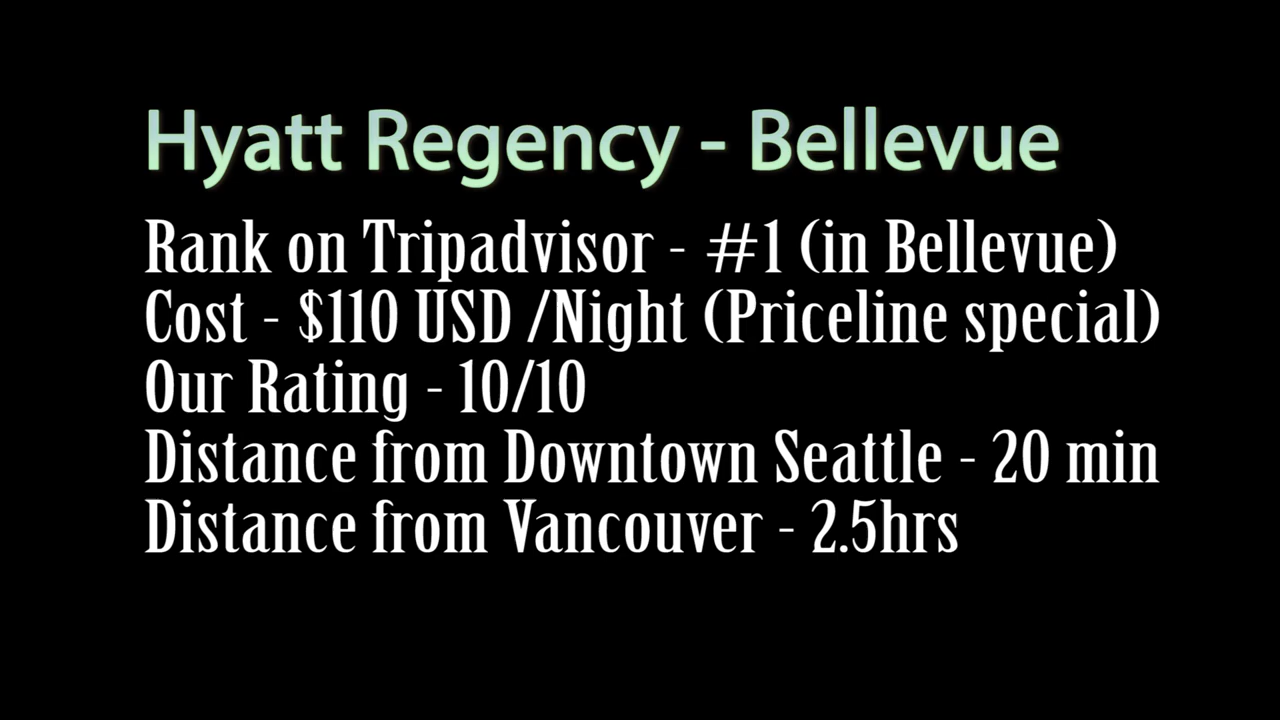 Hyatt Regency - Bellevue
Rank on Tripadvisor - #1 (in Bellevue)
Cost - $110 USD /Night (Priceline special)
Our Rating - 10/10
Distance from Downtown Seattle - 20 min
Distance from Vancouver - 2.5hrs